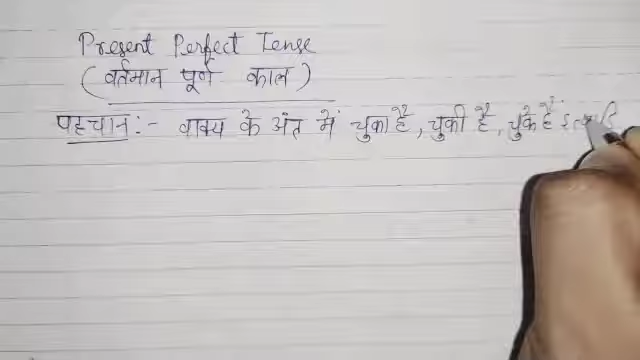 Present Perfect Tense
(वर्तमान पूर्ण काल)
पहचान:- वाक्य के अंत में चुका है, चुकी है, चुके हैं